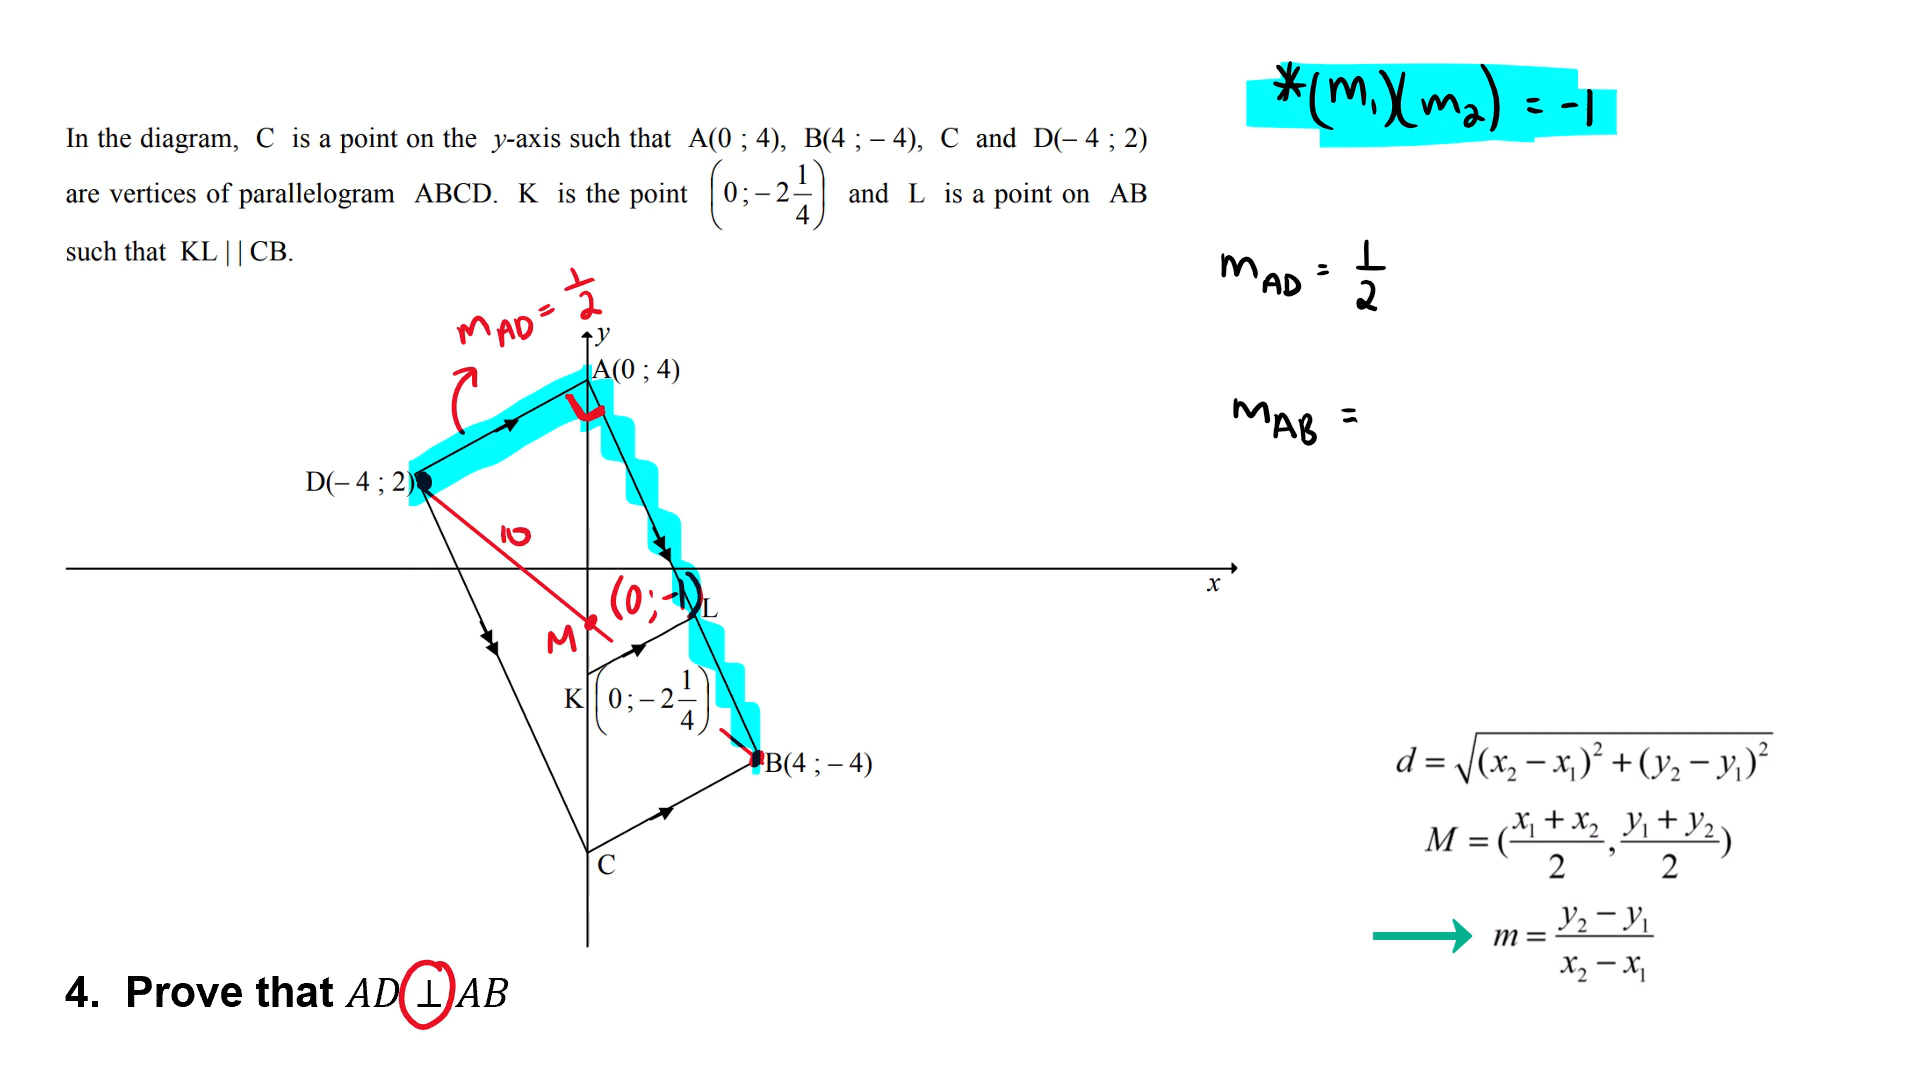 *(m₁)(m₂) = -1
In the diagram, C is a point on the y-axis such that A(0 ; 4), B(4 ; – 4), C and D(– 4 ; 2)
are vertices of parallelogram ABCD. K is the point (0 ; – 2 1/4) and L is a point on AB
such that KL || CB.
m_AD = 1/2
m_AD = 1/2
y
A(0 ; 4)
m_AB =
D(– 4 ; 2)
10
x
(0 ; -1)
L
M
K (0 ; – 2 1/4)
B(4 ; – 4)
C
d = √((x₂ − x₁)² + (y₂ − y₁)²)
M = ((x₁ + x₂)/2 , (y₁ + y₂)/2)
m = (y₂ − y₁)/(x₂ − x₁)
4. Prove that AD ⊥ AB